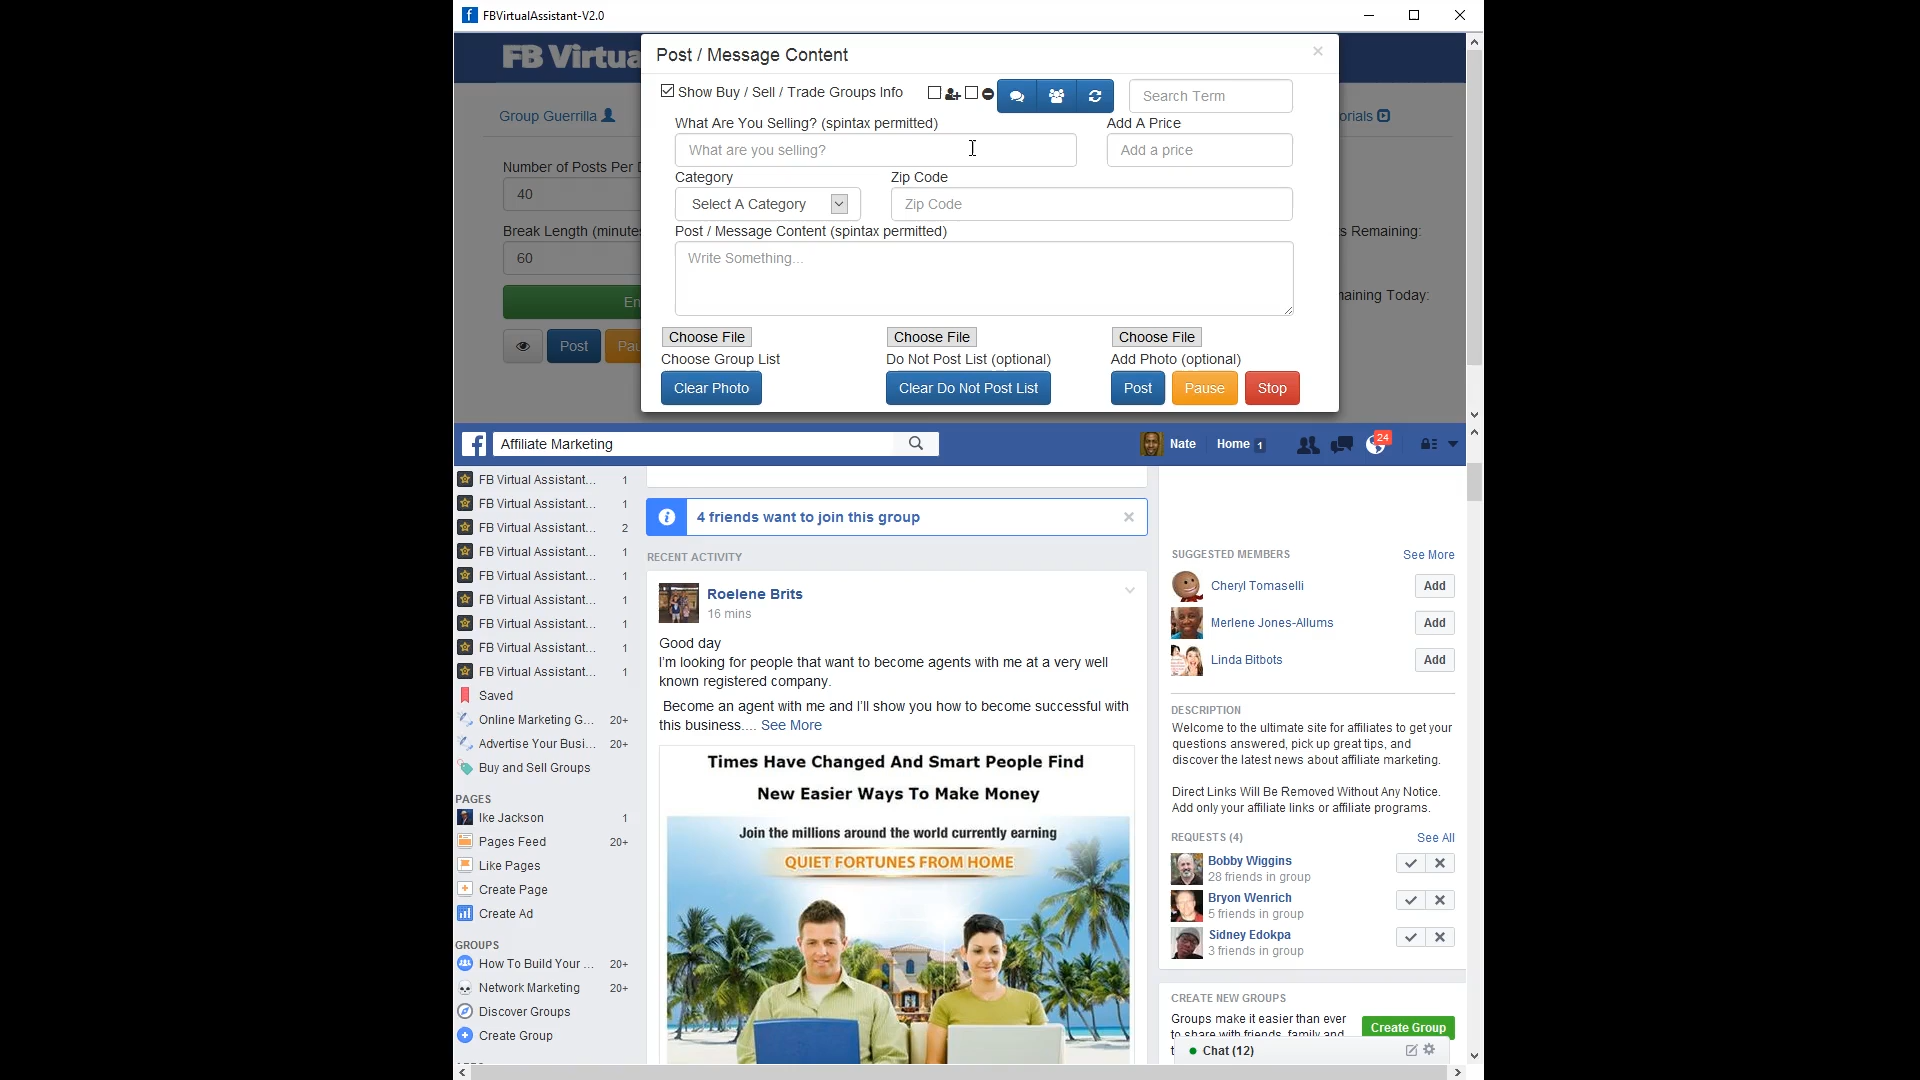 FBVirtualAssistant-V2.0
FB Virtua
Post / Message Content
Show Buy / Sell / Trade Groups Info
Search Term
Group Guerrilla
orials
What Are You Selling? (spintax permitted)
Add A Price
What are you selling?
Add a price
Number of Posts Per
40
Category
Zip Code
Select A Category
Zip Code
Break Length (minute
60
Post / Message Content (spintax permitted)
Write Something...
s Remaining:
aining Today:
En
Post
Pau
Choose File
Choose File
Choose File
Choose Group List
Do Not Post List (optional)
Add Photo (optional)
Clear Photo
Clear Do Not Post List
Post
Pause
Stop
Affiliate Marketing
Nate
Home 1
24
FB Virtual Assistant... 1
FB Virtual Assistant... 1
FB Virtual Assistant... 2
FB Virtual Assistant... 1
FB Virtual Assistant... 1
FB Virtual Assistant... 1
FB Virtual Assistant... 1
FB Virtual Assistant... 1
FB Virtual Assistant... 1
Saved
Online Marketing G... 20+
Advertise Your Busi... 20+
Buy and Sell Groups
PAGES
Ike Jackson 1
Pages Feed 20+
Like Pages
Create Page
Create Ad
GROUPS
How To Build Your ... 20+
Network Marketing 20+
Discover Groups
Create Group
4 friends want to join this group
RECENT ACTIVITY
Roelene Brits
16 mins
Good day
I'm looking for people that want to become agents with me at a very well
known registered company.
Become an agent with me and I'll show you how to become successful with
this business.... See More
Times Have Changed And Smart People Find
New Easier Ways To Make Money
Join the millions around the world currently earning
QUIET FORTUNES FROM HOME
SUGGESTED MEMBERS See More
Cheryl Tomaselli Add
Merlene Jones-Allums Add
Linda Bitbots Add
DESCRIPTION
Welcome to the ultimate site for affiliates to get your
questions answered, pick up great tips, and
discover the latest news about affiliate marketing.
Direct Links Will Be Removed Without Any Notice.
Add only your affiliate links or affiliate programs.
REQUESTS (4) See All
Bobby Wiggins
28 friends in group
Bryon Wenrich
5 friends in group
Sidney Edokpa
3 friends in group
CREATE NEW GROUPS
Groups make it easier than ever
to share with friends, family and
Create Group
Chat (12)